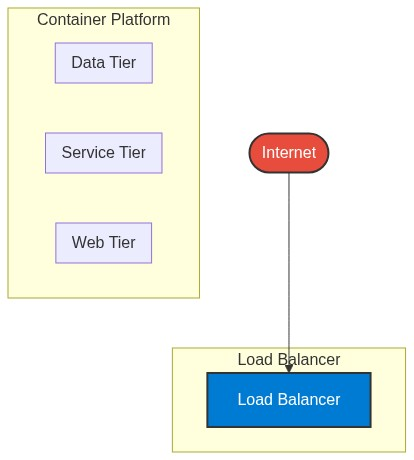 Container Platform
Data Tier
Service Tier
Internet
Web Tier
Load Balancer
Load Balancer